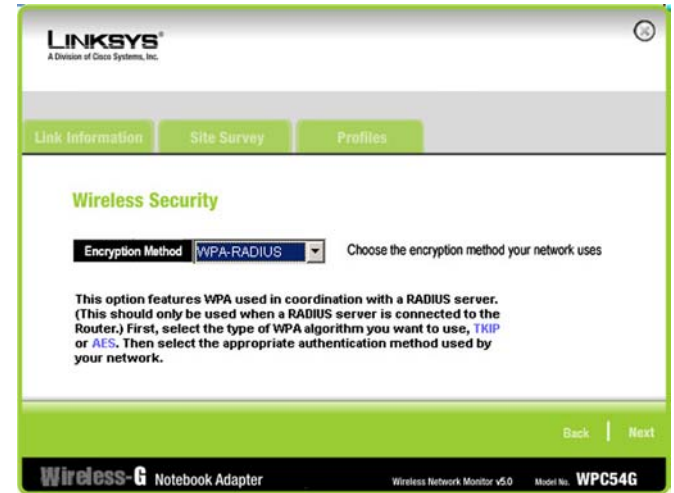 LINKSYS®
A Division of Cisco Systems, Inc.
Link Information Site Survey Profiles
Wireless Security
Encryption Method WPA-RADIUS Choose the encryption method your network uses
This option features WPA used in coordination with a RADIUS server.
(This should only be used when a RADIUS server is connected to the
Router.) First, select the type of WPA algorithm you want to use, TKIP
or AES. Then select the appropriate authentication method used by
your network.
Back | Next
Wireless-G Notebook Adapter Wireless Network Monitor v5.0 Model No. WPC54G